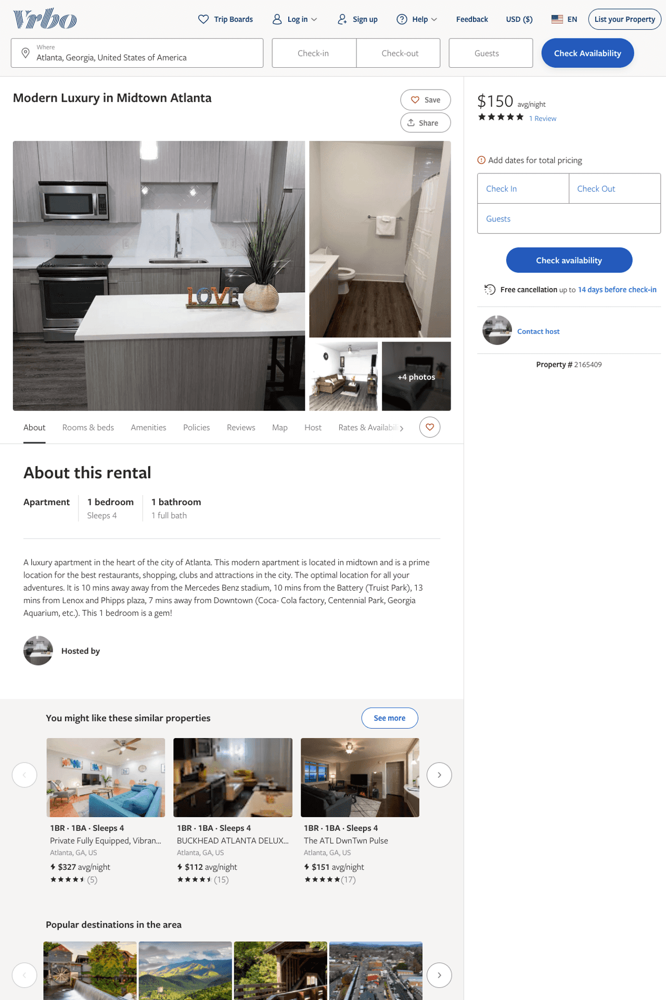 Vrbo
Trip Boards
Log in
Sign up
Help
Feedback
USD ($)
EN
List your Property
Where
Atlanta, Georgia, United States of America
Check-in
Check-out
Guests
Check Availability
Modern Luxury in Midtown Atlanta
Save
Share
LOVE
+4 photos
$150 avg/night
1 Review
Add dates for total pricing
Check In
Check Out
Guests
Check availability
Free cancellation up to 14 days before check-in
Contact host
Property # 2165409
About
Rooms & beds
Amenities
Policies
Reviews
Map
Host
Rates & Availabili
About this rental
Apartment
1 bedroom
Sleeps 4
1 bathroom
1 full bath
A luxury apartment in the heart of the city of Atlanta. This modern apartment is located in midtown and is a prime
location for the best restaurants, shopping, clubs and attractions in the city. The optimal location for all your
adventures. It is 10 mins away away from the Mercedes Benz stadium, 10 mins from the Battery (Truist Park), 13
mins from Lenox and Phipps plaza, 7 mins away from Downtown (Coca- Cola factory, Centennial Park, Georgia
Aquarium, etc.). This 1 bedroom is a gem!
Hosted by
You might like these similar properties
See more
1BR · 1BA · Sleeps 4
Private Fully Equipped, Vibran...
Atlanta, GA, US
$327 avg/night
(5)
1BR · 1BA · Sleeps 4
BUCKHEAD ATLANTA DELUX...
Atlanta, GA, US
$112 avg/night
(15)
1BR · 1BA · Sleeps 4
The ATL DwnTwn Pulse
Atlanta, GA, US
$151 avg/night
(17)
Popular destinations in the area